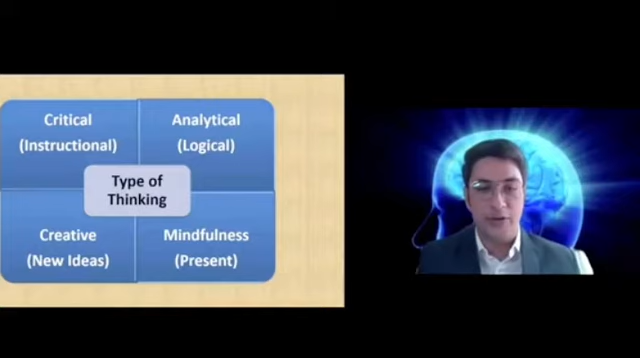 Critical
(Instructional)
Analytical
(Logical)
Type of
Thinking
Creative
(New Ideas)
Mindfulness
(Present)